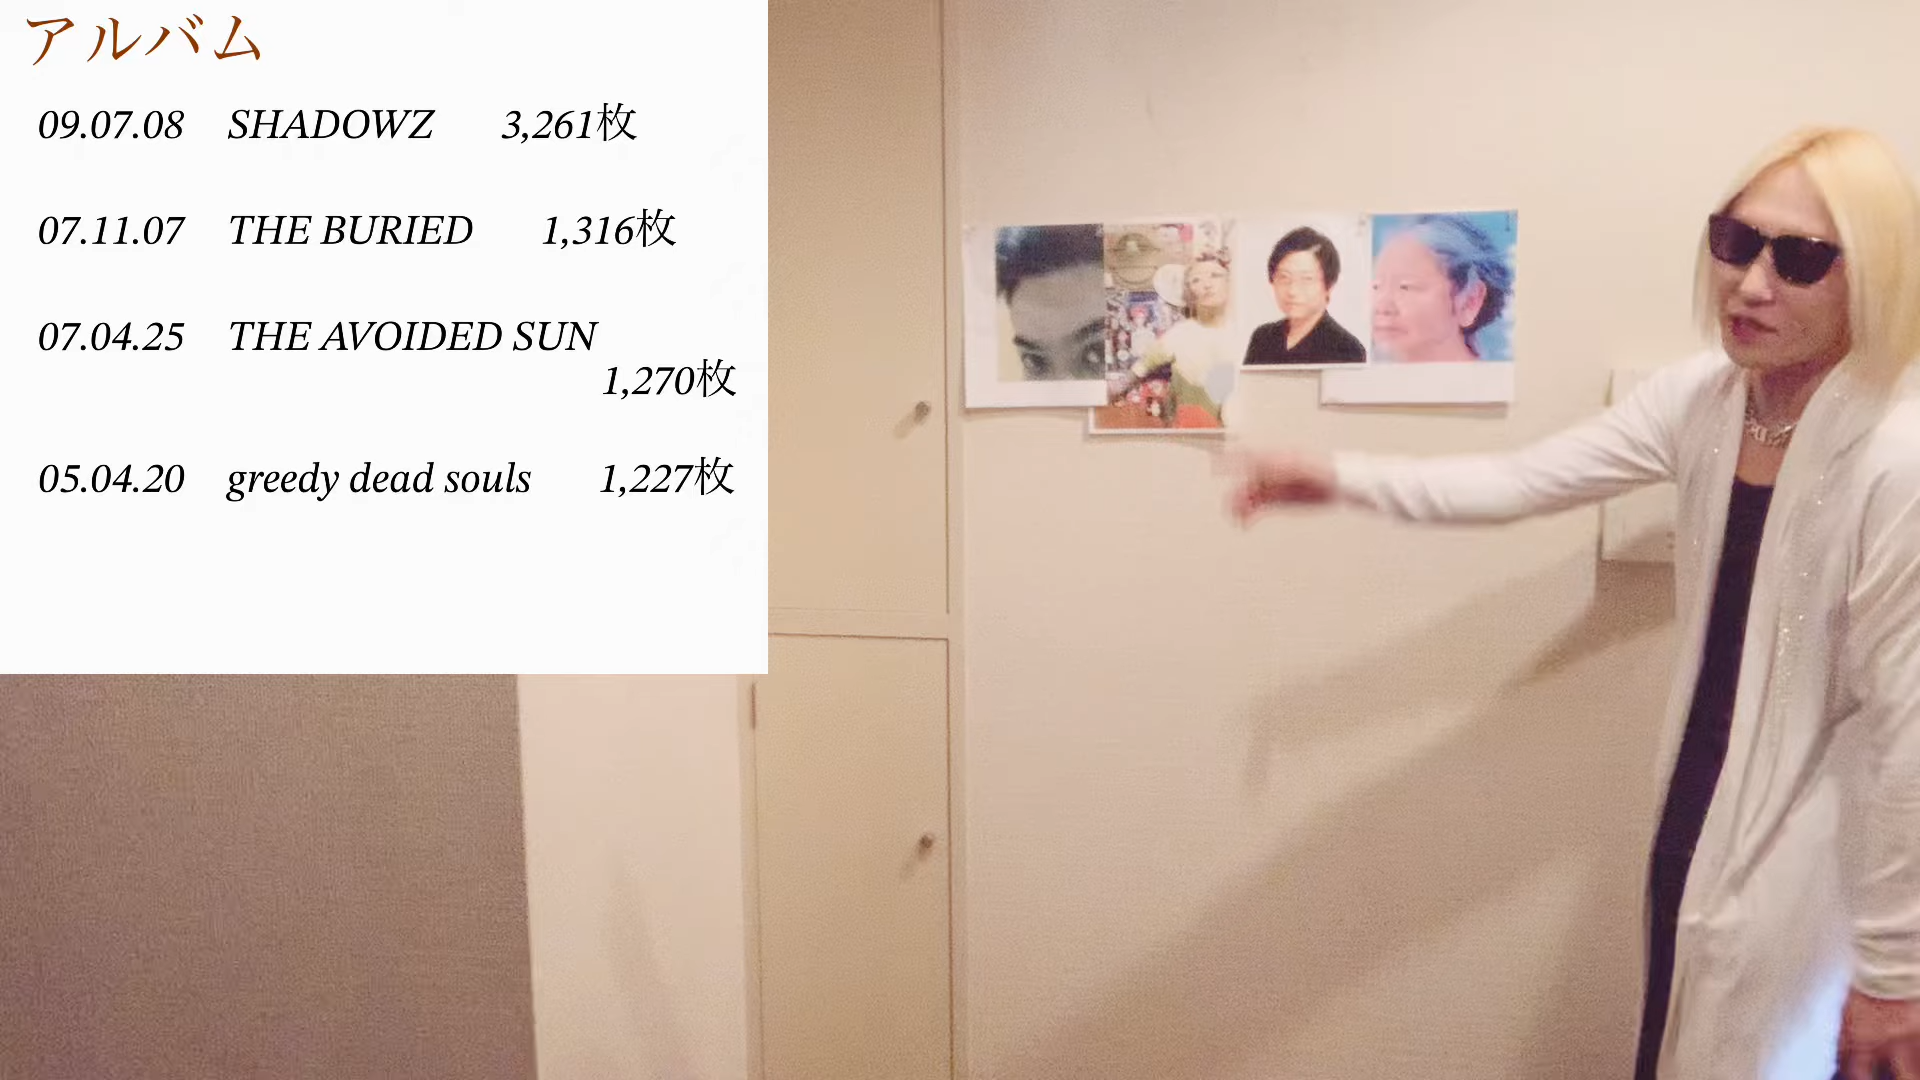 アルバム
09.07.08 SHADOWZ 3,261枚
07.11.07 THE BURIED 1,316枚
07.04.25 THE AVOIDED SUN
1,270枚
05.04.20 greedy dead souls 1,227枚